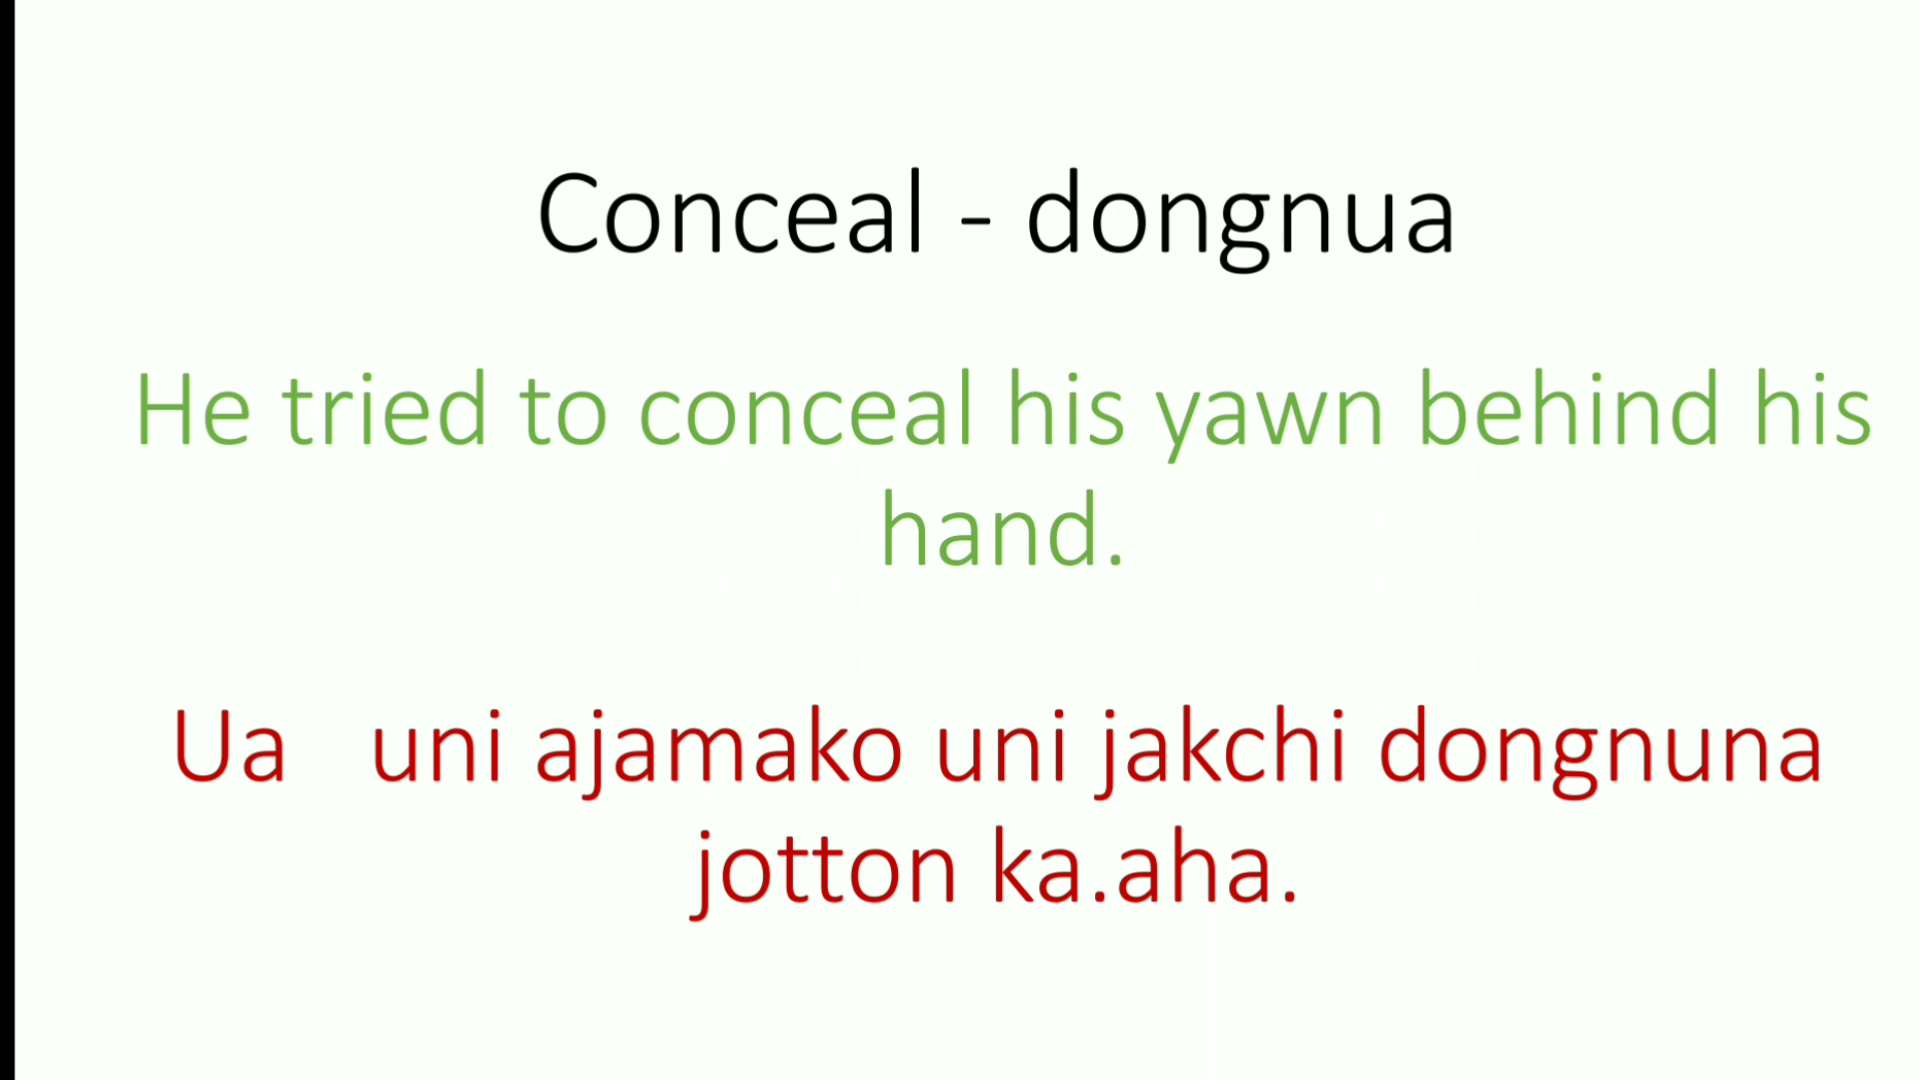 Conceal - dongnua
He tried to conceal his yawn behind his
hand.
Ua uni ajamako uni jakchi dongnuna
jotton ka.aha.